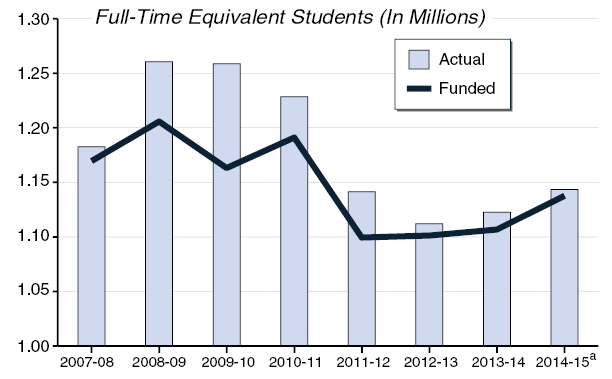 Full-Time Equivalent Students (In Millions)
1.30
1.25
1.20
1.15
1.10
1.05
1.00
Actual
Funded
2007-08 2008-09 2009-10 2010-11 2011-12 2012-13 2013-14 2014-15a